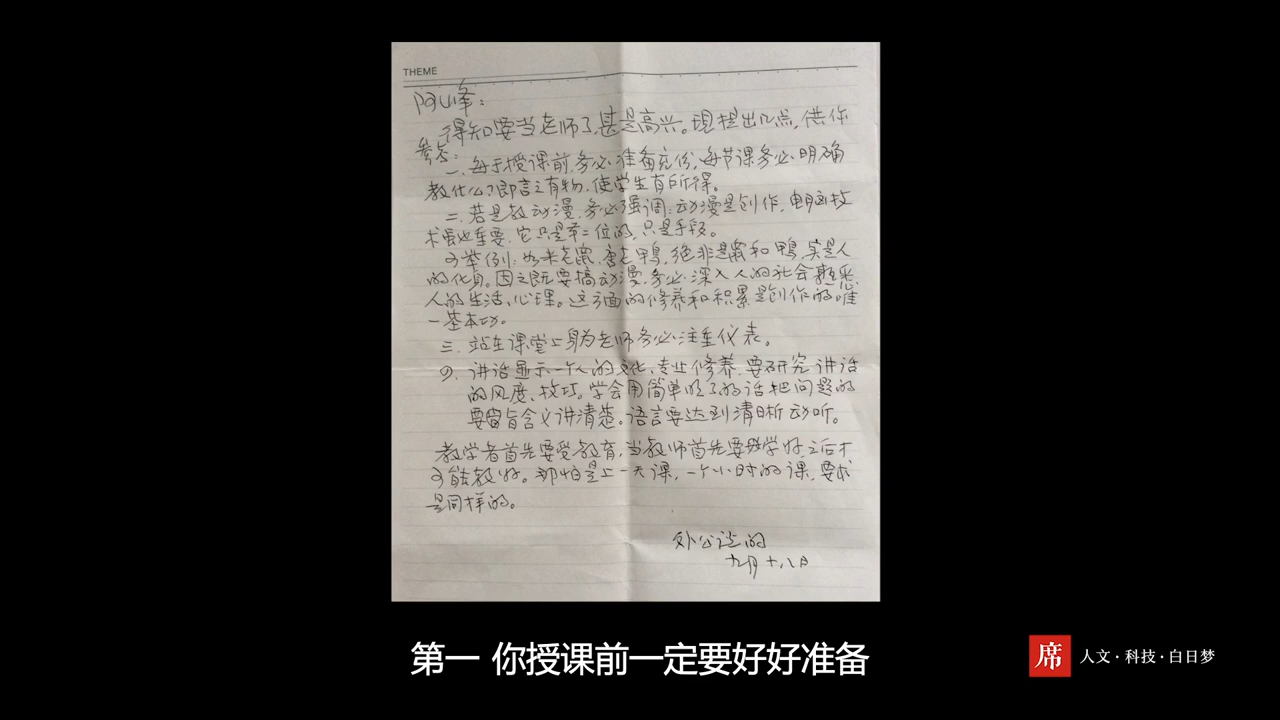 THEME
阿峰：
得知要当老师了，甚是高兴。现提出几点，供你
参考：
一、每于授课前，务必准备充份，每节课务必明确
教什么？即言之有物，使学生有所得。
二、若是教动漫，务必强调：动漫是创作，电脑技
术虽也重要，它只是第二位的，只是手段。
可举例：如米老鼠、唐老鸭，绝非是鼠和鸭，实是人
的化身。因之既要搞动漫，务必深入人的社会，熟悉
人的生活、心理。这方面的修养和积累是创作的唯
一基本功。
三、站在课堂上身为老师务必注重仪表。
四、讲话显示一个人的文化、专业修养，要研究讲话
的风度、技巧。学会用简单明了的话把问题的
要旨含义讲清楚。语言要达到清晰动听。
教学者首先要受教育，当教师首先要学好之后才
可能教好。那怕是上一天课，一个小时的课，要求
是同样的。
外公谈的
九月十八日
第一 你授课前一定要好好准备
席 人文·科技·白日梦